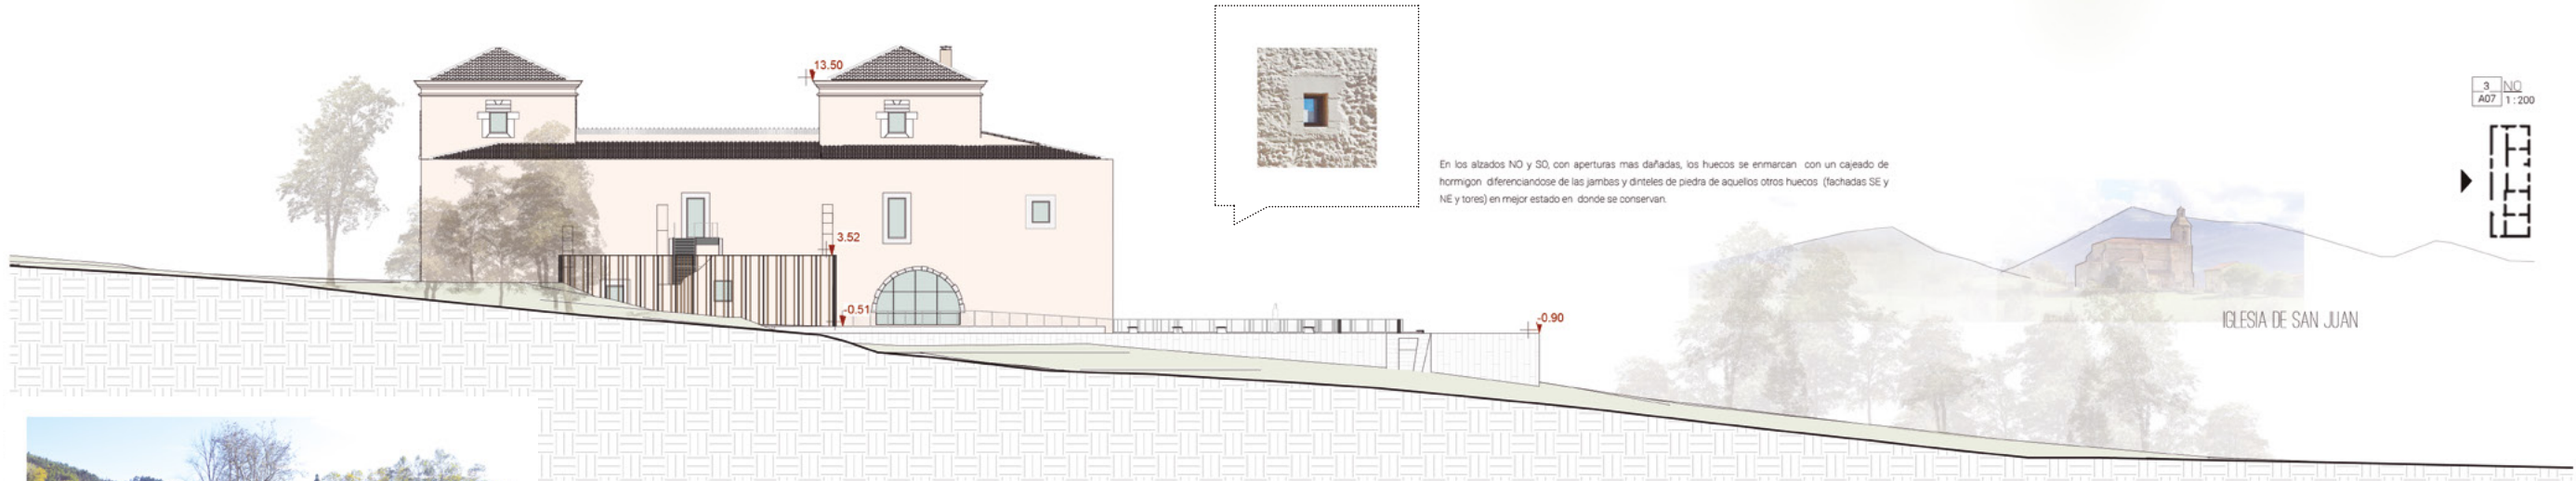 13.50
3.52
-0.51
-0.90
En los alzados NO y SO, con aperturas mas dañadas, los huecos se enmarcan con un cajeado de
hormigon diferenciandose de las jambas y dinteles de piedra de aquellos otros huecos (fachadas SE y
NE y tores) en mejor estado en donde se conservan.
3 NO
A07 1 : 200
IGLESIA DE SAN JUAN